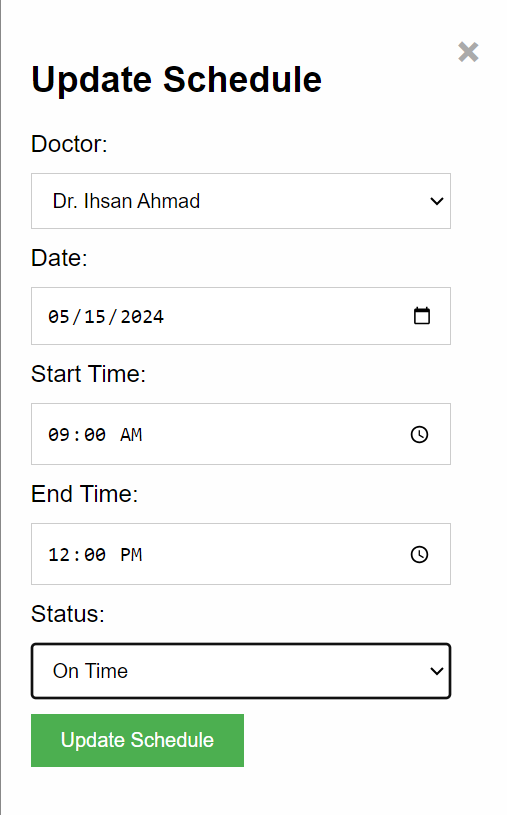 Update Schedule
Doctor:
Dr. Ihsan Ahmad
Date:
05/15/2024
Start Time:
09:00 AM
End Time:
12:00 PM
Status:
On Time
Update Schedule